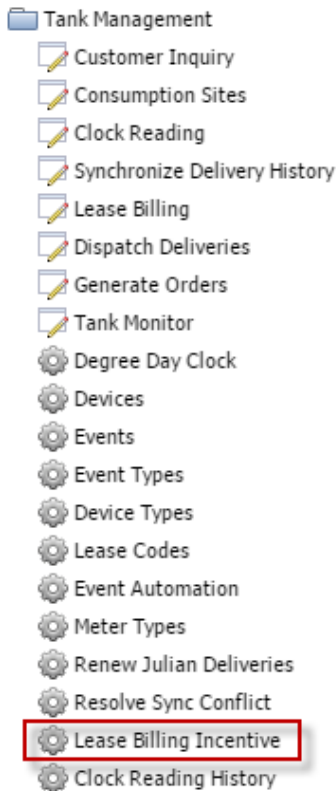 Tank Management
Customer Inquiry
Consumption Sites
Clock Reading
Synchronize Delivery History
Lease Billing
Dispatch Deliveries
Generate Orders
Tank Monitor
Degree Day Clock
Devices
Events
Event Types
Device Types
Lease Codes
Event Automation
Meter Types
Renew Julian Deliveries
Resolve Sync Conflict
Lease Billing Incentive
Clock Reading History